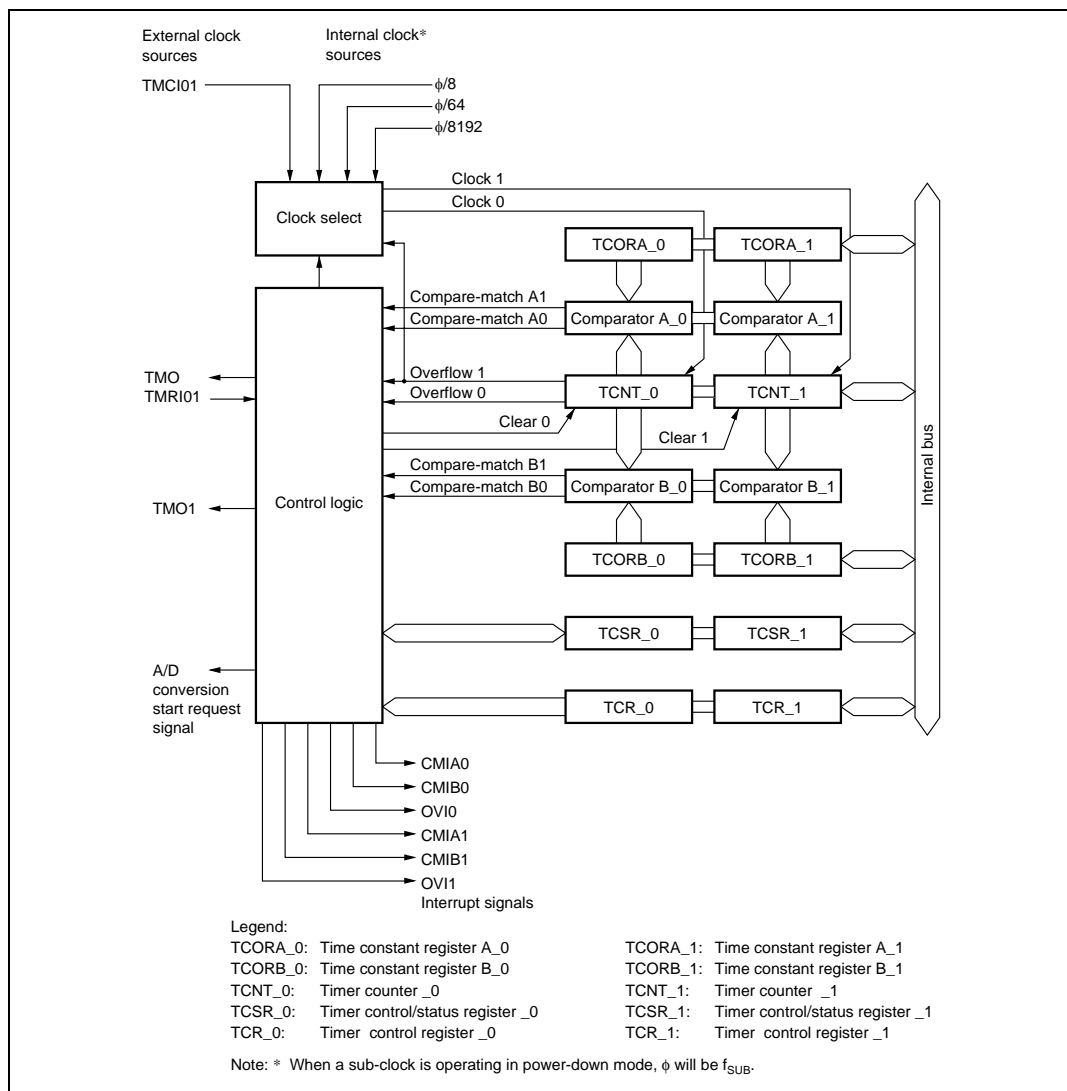 External clock
sources
Internal clock*
sources
TMCI01
ϕ/8
ϕ/64
ϕ/8192
Clock select
Clock 1
Clock 0
TCORA_0
TCORA_1
Compare-match A1
Compare-match A0
Comparator A_0
Comparator A_1
TMO
TMRI01
Overflow 1
Overflow 0
TCNT_0
TCNT_1
Clear 0
Clear 1
Compare-match B1
Compare-match B0
Comparator B_0
Comparator B_1
Control logic
TMO1
Internal bus
TCORB_0
TCORB_1
TCSR_0
TCSR_1
A/D
conversion
start request
signal
TCR_0
TCR_1
CMIA0
CMIB0
OVI0
CMIA1
CMIB1
OVI1
Interrupt signals
Legend:
TCORA_0: Time constant register A_0
TCORB_0: Time constant register B_0
TCNT_0: Timer counter _0
TCSR_0: Timer control/status register _0
TCR_0: Timer control register _0
TCORA_1: Time constant register A_1
TCORB_1: Time constant register B_1
TCNT_1: Timer counter _1
TCSR_1: Timer control/status register _1
TCR_1: Timer control register _1
Note: * When a sub-clock is operating in power-down mode, ϕ will be fSUB.